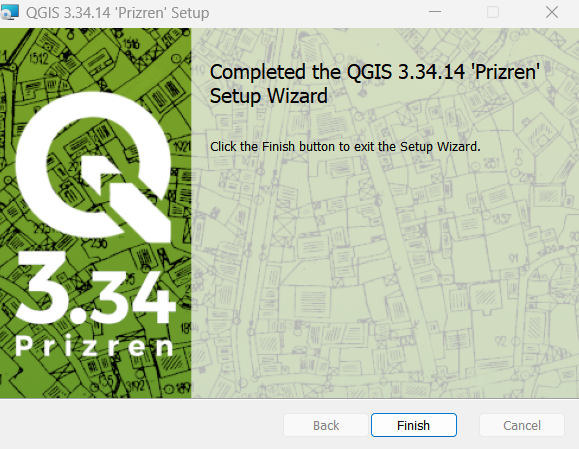 QGIS 3.34.14 'Prizren' Setup
Completed the QGIS 3.34.14 'Prizren'
Setup Wizard
Click the Finish button to exit the Setup Wizard.
3.34
Prizren
Back
Finish
Cancel